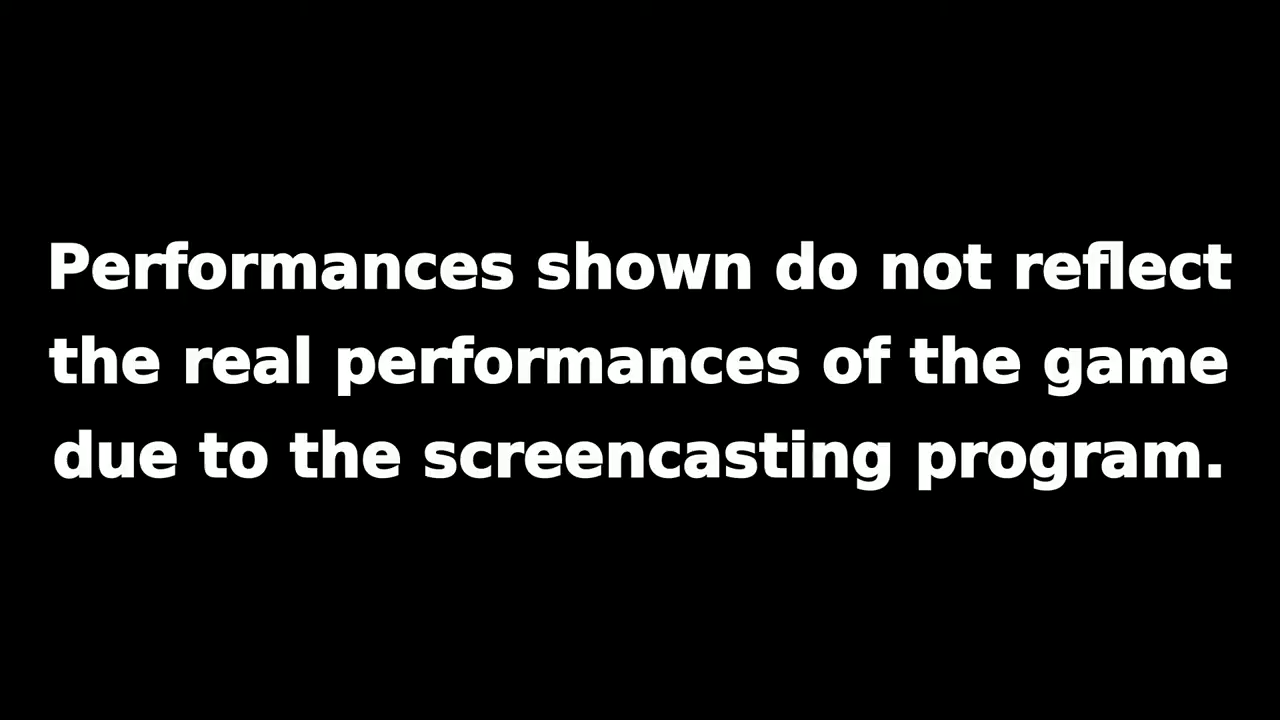 Performances shown do not reflect
the real performances of the game
due to the screencasting program.